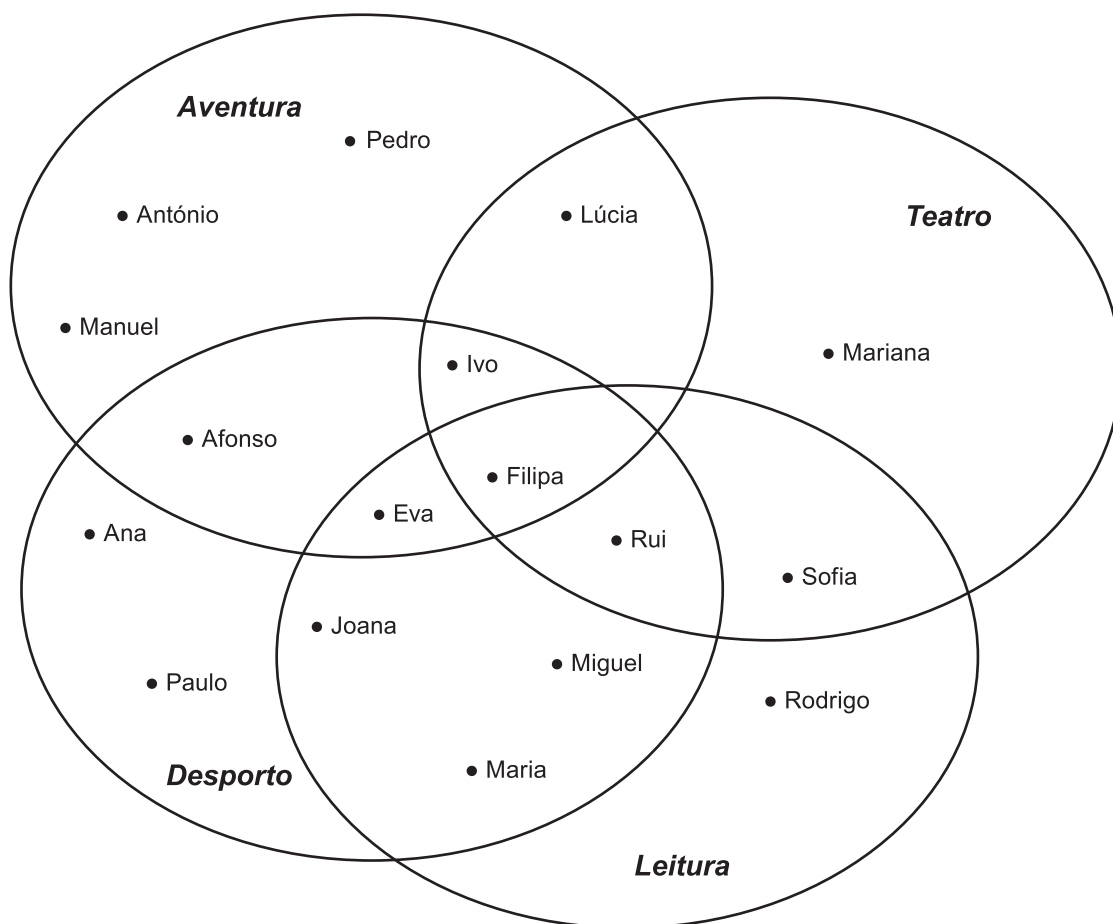 Aventura
Pedro
António
Lúcia
Teatro
Manuel
Mariana
Ivo
Afonso
Filipa
Eva
Ana
Rui
Sofia
Joana
Miguel
Paulo
Rodrigo
Maria
Desporto
Leitura